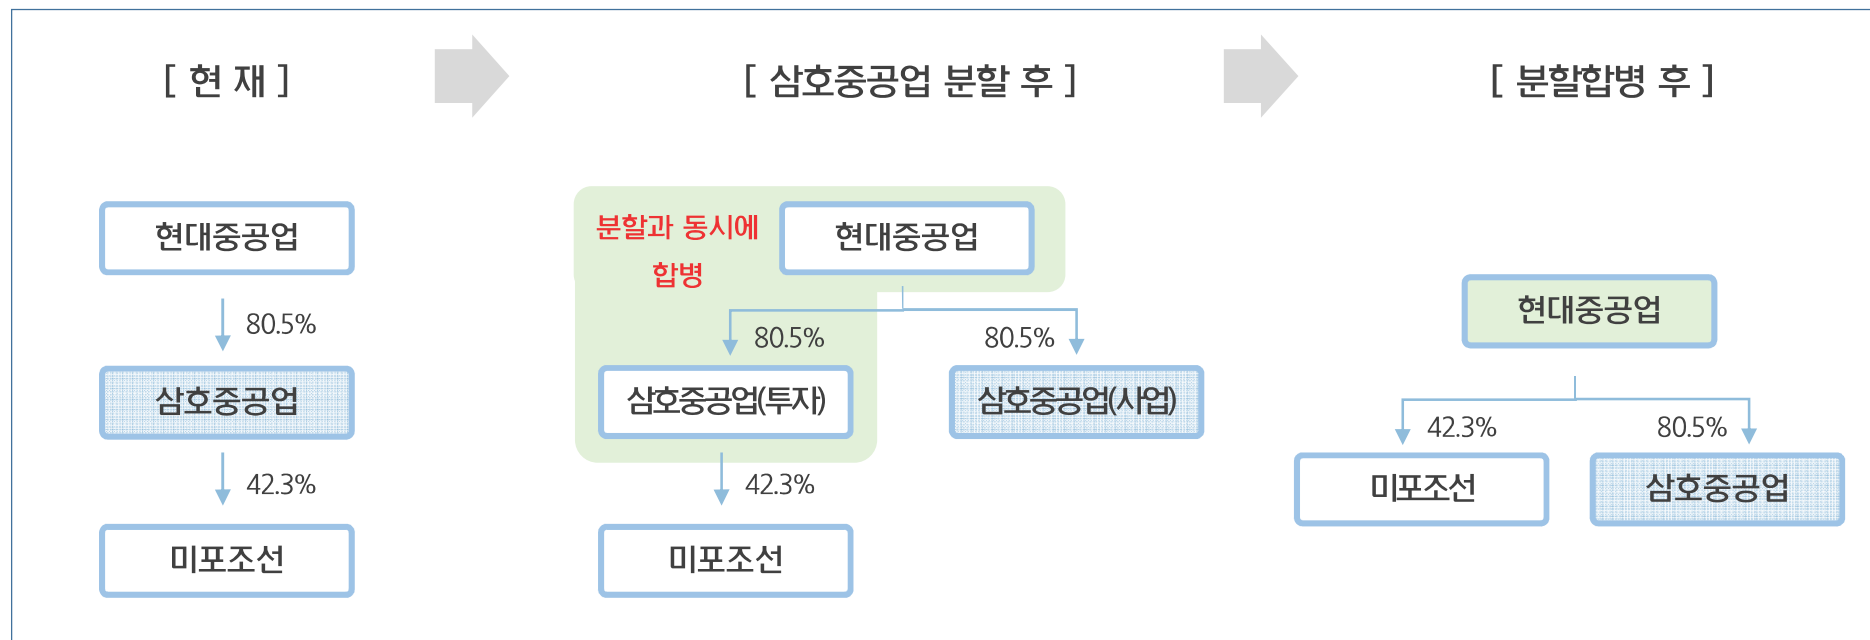 [ 현 재 ]
[ 삼호중공업 분할 후 ]
[ 분할합병 후 ]
현대중공업
80.5%
삼호중공업
42.3%
미포조선
분할과 동시에
합병
현대중공업
80.5%
80.5%
삼호중공업(투자)
삼호중공업(사업)
42.3%
미포조선
현대중공업
42.3%
80.5%
미포조선
삼호중공업